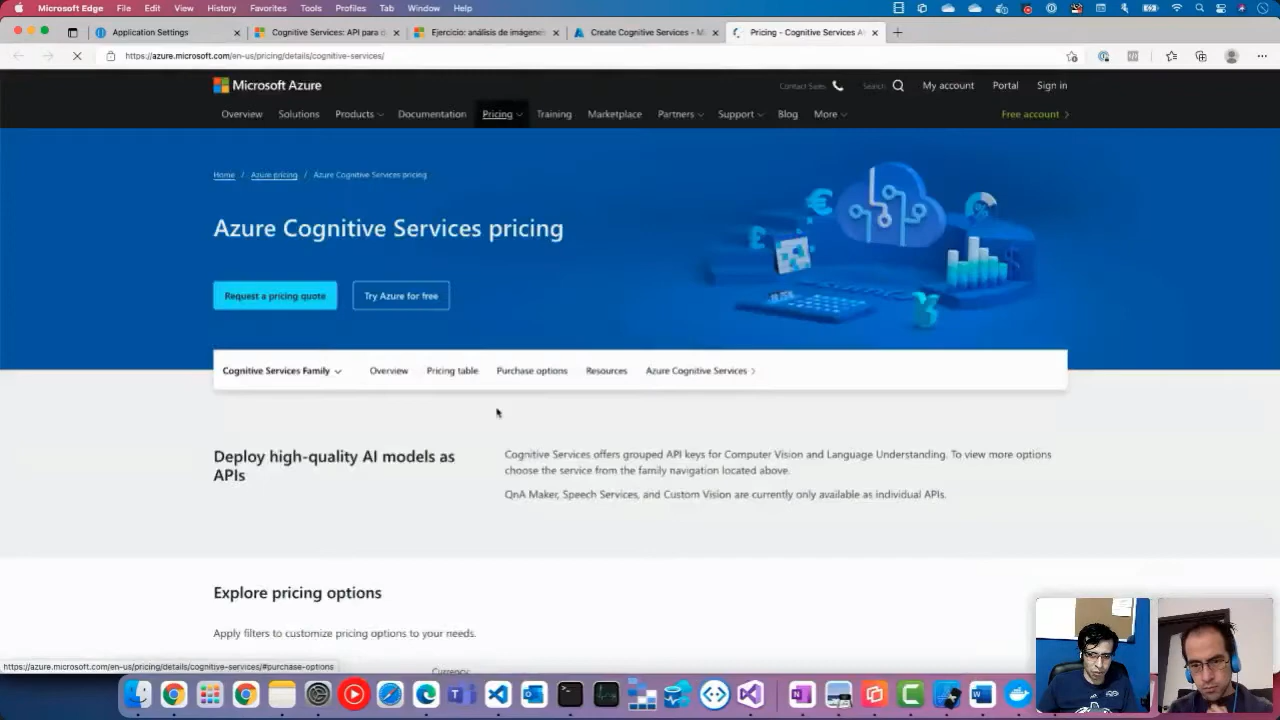 Microsoft Edge File Edit View History Favorites Tools Profiles Tab Window Help
Application Settings
Cognitive Services: API para c
Ejercicio: análisis de imágenes
Create Cognitive Services - M
Pricing - Cognitive Services A
https://azure.microsoft.com/en-us/pricing/details/cognitive-services/
Microsoft Azure
Contact Sales Search My account Portal Sign in
Overview Solutions Products Documentation Pricing Training Marketplace Partners Support Blog More Free account
Home / Azure pricing / Azure Cognitive Services pricing
Azure Cognitive Services pricing
Request a pricing quote Try Azure for free
Cognitive Services Family Overview Pricing table Purchase options Resources Azure Cognitive Services
Deploy high-quality AI models as
APIs
Cognitive Services offers grouped API keys for Computer Vision and Language Understanding. To view more options
choose the service from the family navigation located above.
QnA Maker, Speech Services, and Custom Vision are currently only available as individual APIs.
Explore pricing options
Apply filters to customize pricing options to your needs.
Currency:
https://azure.microsoft.com/en-us/pricing/details/cognitive-services/#purchase-options